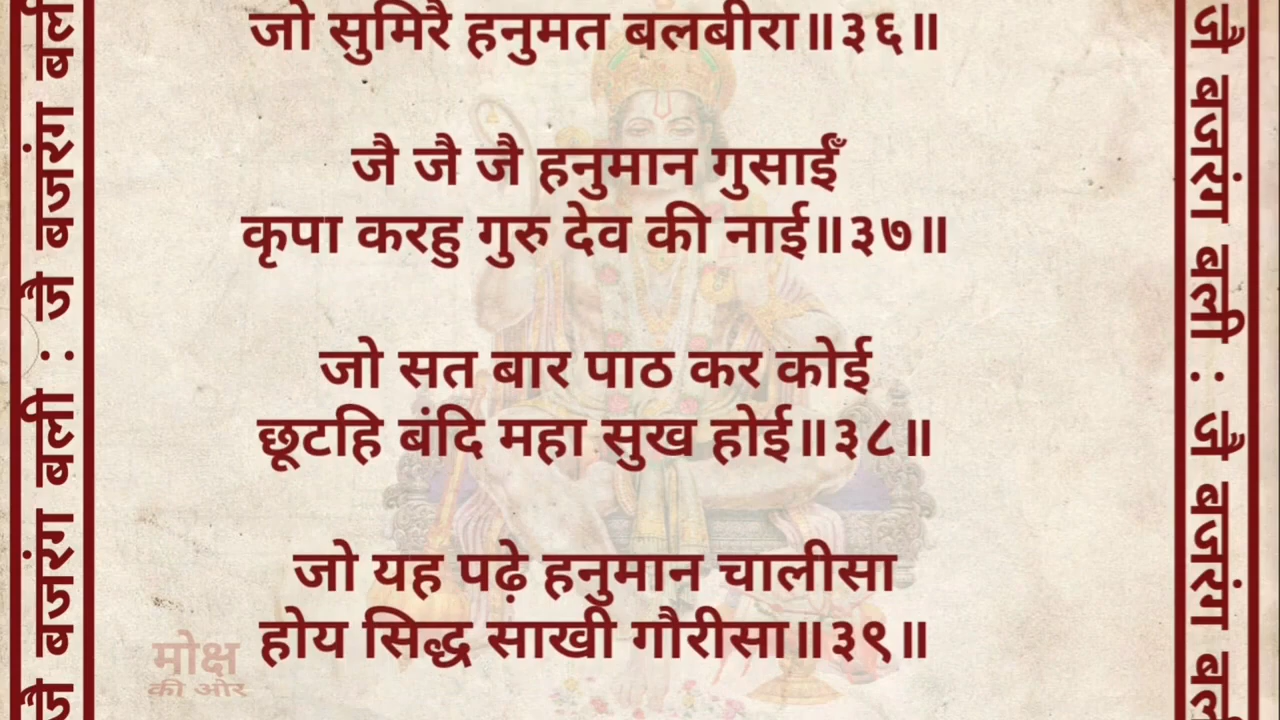 जो सुमिरै हनुमत बलबीरा॥३६॥
जै जै जै हनुमान गुसाईँ
कृपा करहु गुरु देव की नाई॥३७॥
जो सत बार पाठ कर कोई
छूटहि बंदि महा सुख होई॥३८॥
जो यह पढ़े हनुमान चालीसा
होय सिद्ध साखी गौरीसा॥३९॥
मोक्ष
की ओर
जै बजरंग बली : जै बजरंग बली
जै बजरंग बली : जै बजरंग बली